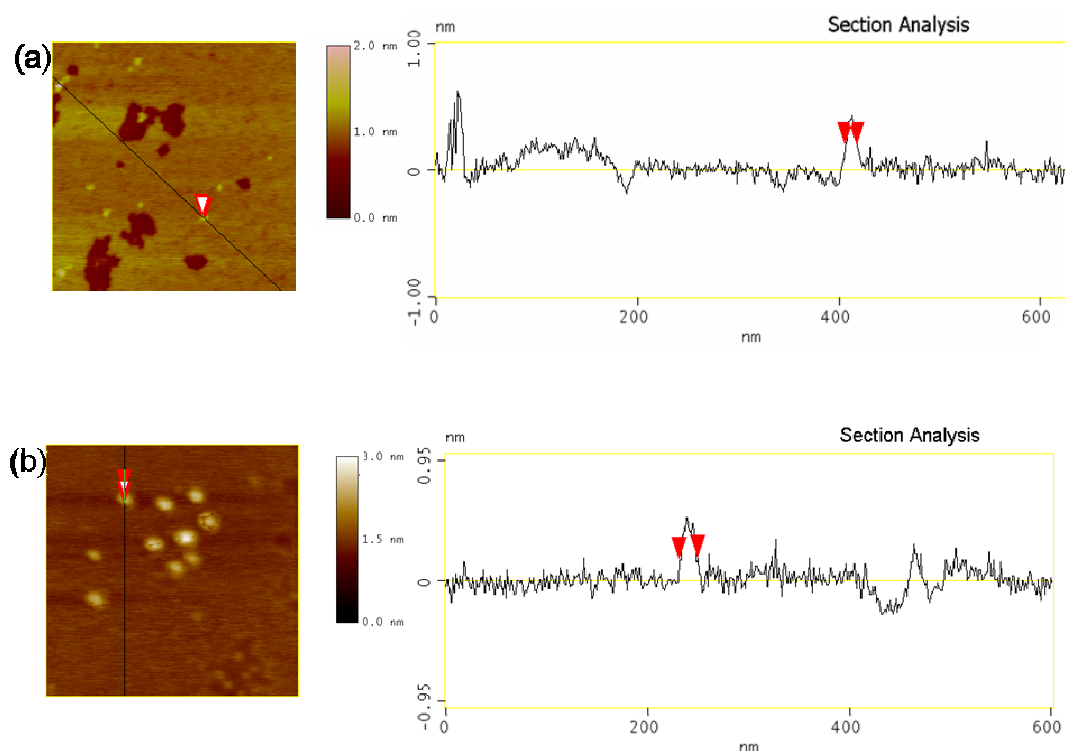 (a)
2.0 nm
1.0 nm
0.0 nm
nm
Section Analysis
1.00
0
-1.00
0 200 400 600
nm
(b)
3.0 nm
1.5 nm
0.0 nm
nm
Section Analysis
0.95
0
-0.95
0 200 400 600
nm